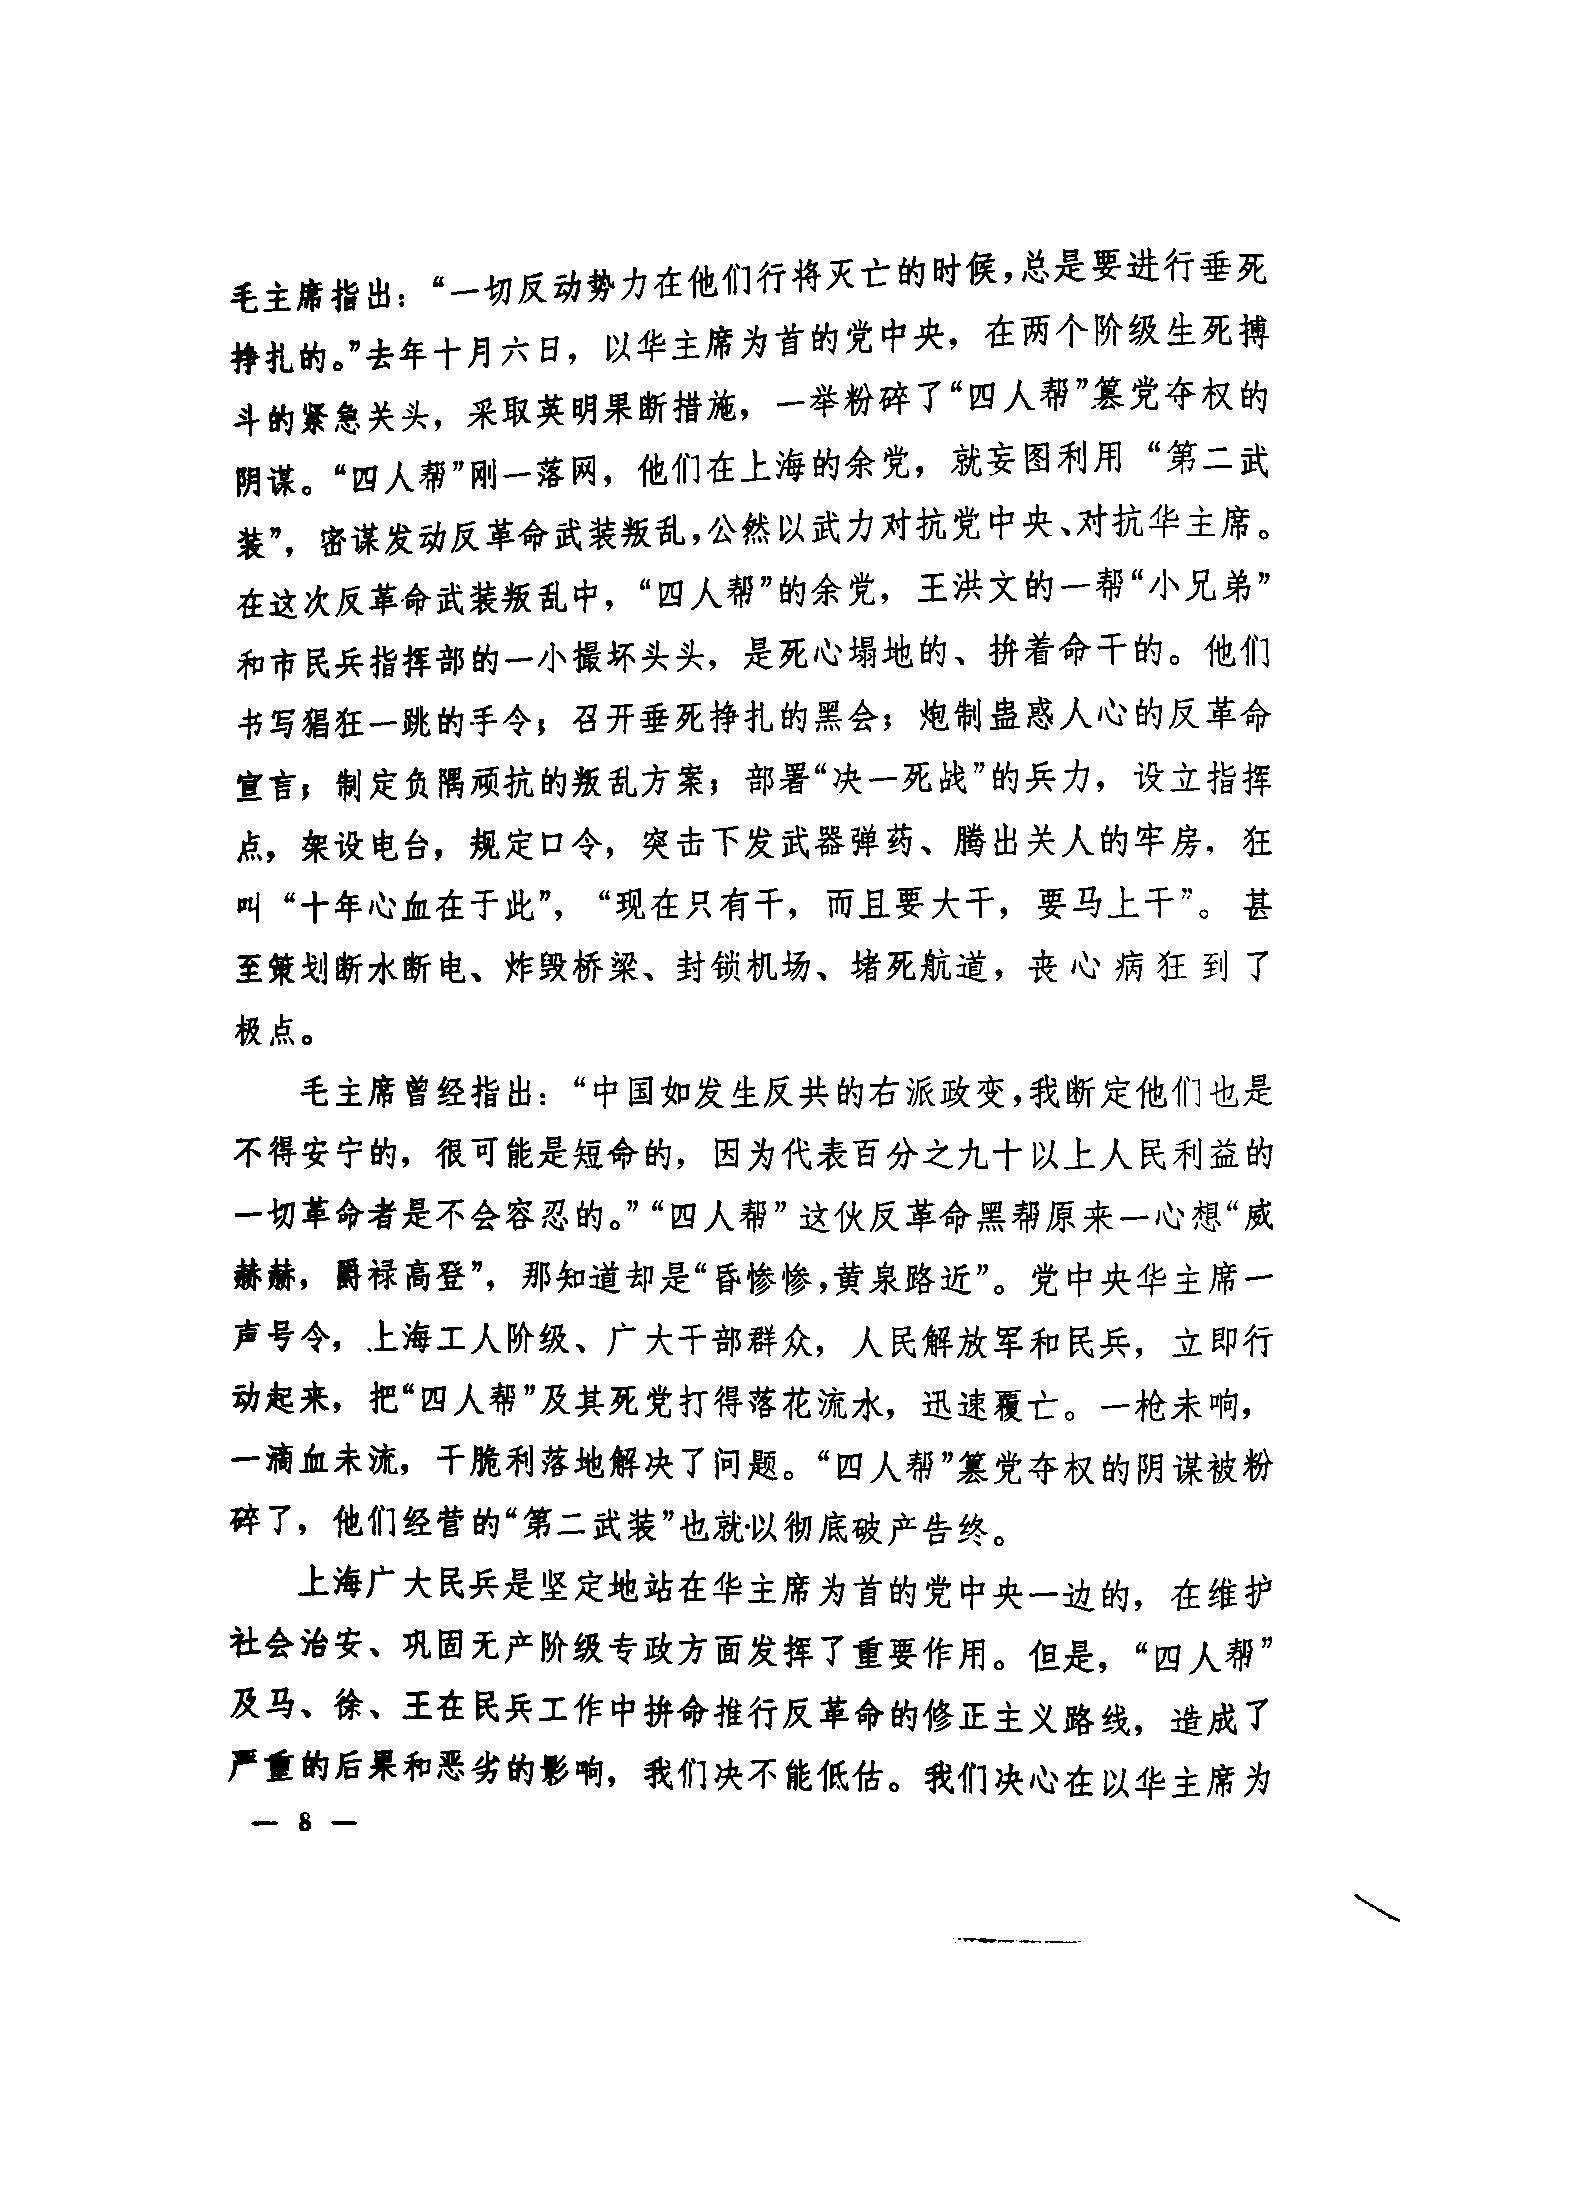 毛主席指出：“一切反动势力在他们行将灭亡的时候，总是要进行垂死
挣扎的。”去年十月六日，以华主席为首的党中央，在两个阶级生死搏
斗的紧急关头，采取英明果断措施，一举粉碎了“四人帮”篡党夺权的
阴谋。“四人帮”刚一落网，他们在上海的余党，就妄图利用“第二武
装”，密谋发动反革命武装叛乱，公然以武力对抗党中央、对抗华主席。
在这次反革命武装叛乱中，“四人帮”的余党，王洪文的一帮“小兄弟”
和市民兵指挥部的一小撮坏头头，是死心塌地的、拚着命干的。他们
书写猖狂一跳的手令；召开垂死挣扎的黑会；炮制蛊惑人心的反革命
宣言；制定负隅顽抗的叛乱方案；部署“决一死战”的兵力，设立指挥
点，架设电台，规定口令，突击下发武器弹药、腾出关人的牢房，狂
叫“十年心血在于此”，“现在只有干，而且要大干，要马上干”。甚
至策划断水断电、炸毁桥梁、封锁机场、堵死航道，丧心病狂到了
极点。
毛主席曾经指出：“中国如发生反共的右派政变，我断定他们也是
不得安宁的，很可能是短命的，因为代表百分之九十以上人民利益的
一切革命者是不会容忍的。”“四人帮”这伙反革命黑帮原来一心想“威
赫赫，爵禄高登”，那知道却是“昏惨惨，黄泉路近”。党中央华主席一
声号令，上海工人阶级、广大干部群众，人民解放军和民兵，立即行
动起来，把“四人帮”及其死党打得落花流水，迅速覆亡。一枪未响，
一滴血未流，干脆利落地解决了问题。“四人帮”篡党夺权的阴谋被粉
碎了，他们经营的“第二武装”也就以彻底破产告终。
上海广大民兵是坚定地站在华主席为首的党中央一边的，在维护
社会治安、巩固无产阶级专政方面发挥了重要作用。但是，“四人帮”
及马、徐、王在民兵工作中拚命推行反革命的修正主义路线，造成了
严重的后果和恶劣的影响，我们决不能低估。我们决心在以华主席为
— 8 —